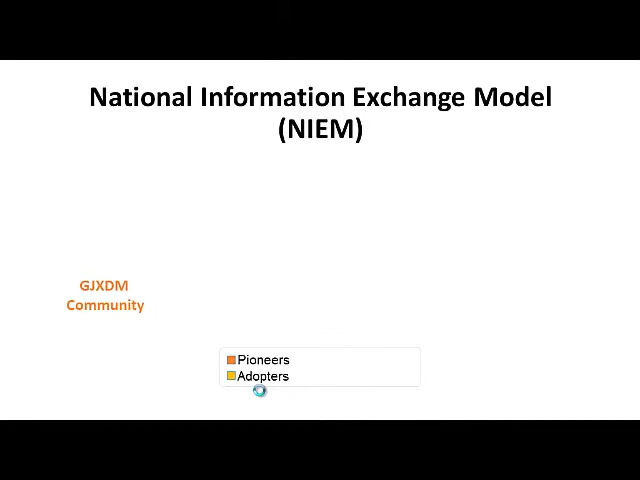 National Information Exchange Model
(NIEM)
GJXDM
Community
Pioneers
Adopters